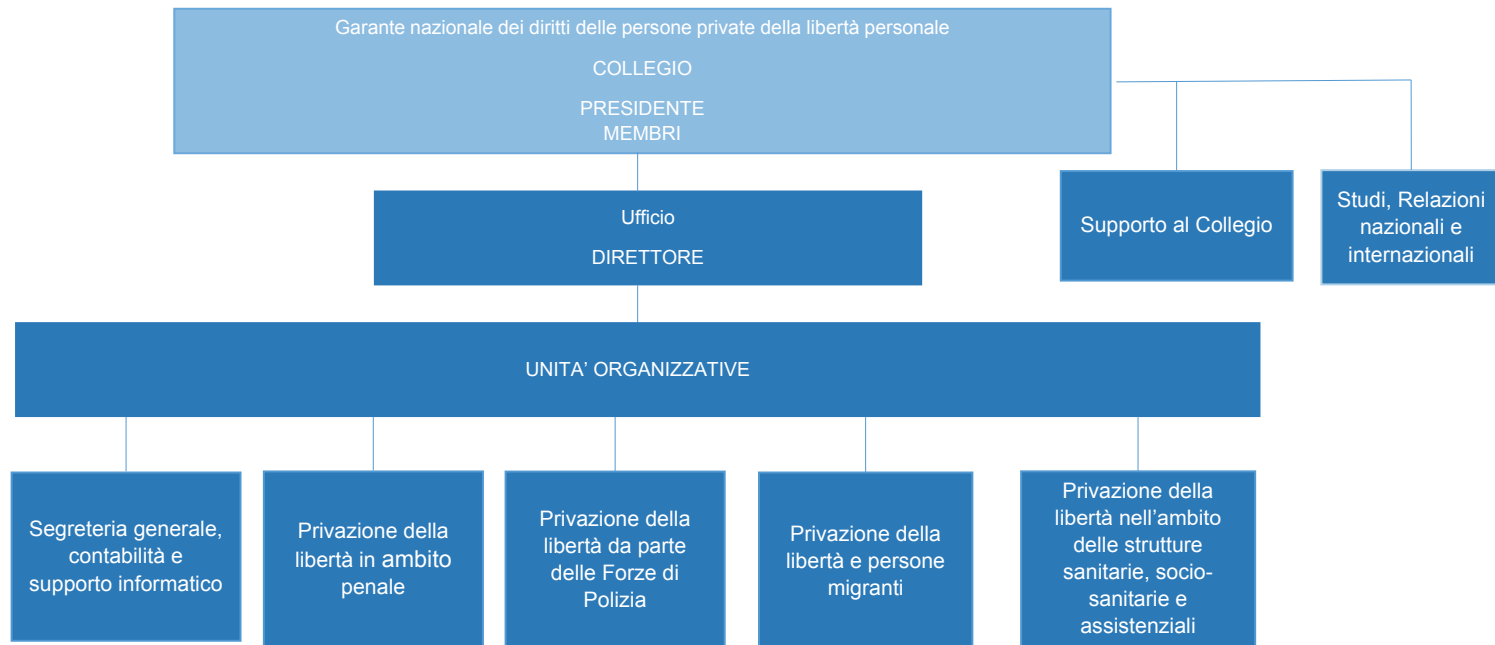 Garante nazionale dei diritti delle persone private della libertà personale
COLLEGIO
PRESIDENTE
MEMBRI
Ufficio
DIRETTORE
Supporto al Collegio
Studi, Relazioni
nazionali e
internazionali
UNITA’ ORGANIZZATIVE
Segreteria generale,
contabilità e
supporto informatico
Privazione della
libertà in ambito
penale
Privazione della
libertà da parte
delle Forze di
Polizia
Privazione della
libertà e persone
migranti
Privazione della
libertà nell’ambito
delle strutture
sanitarie, socio-
sanitarie e
assistenziali